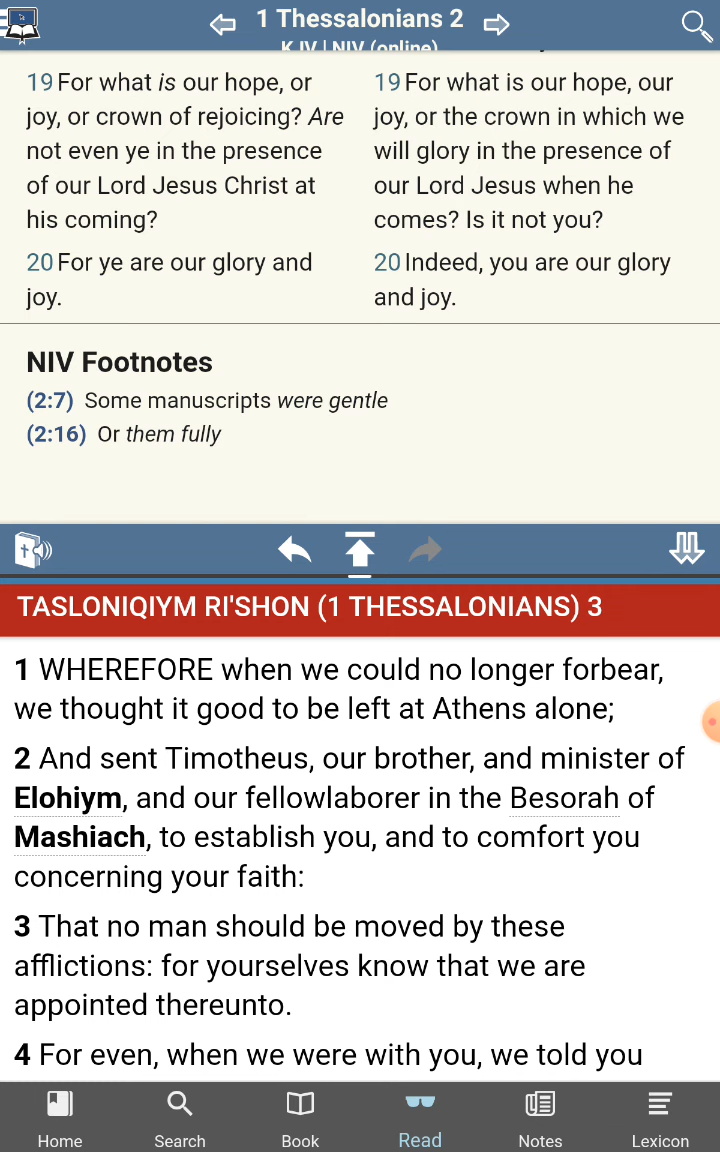 1 Thessalonians 2
KJV | NIV (online)
19 For what is our hope, or
joy, or crown of rejoicing? Are
not even ye in the presence
of our Lord Jesus Christ at
his coming?
20 For ye are our glory and
joy.
19 For what is our hope, our
joy, or the crown in which we
will glory in the presence of
our Lord Jesus when he
comes? Is it not you?
20 Indeed, you are our glory
and joy.
NIV Footnotes
(2:7) Some manuscripts were gentle
(2:16) Or them fully
TASLONIQIYM RI'SHON (1 THESSALONIANS) 3
1 WHEREFORE when we could no longer forbear,
we thought it good to be left at Athens alone;
2 And sent Timotheus, our brother, and minister of
Elohiym, and our fellowlaborer in the Besorah of
Mashiach, to establish you, and to comfort you
concerning your faith:
3 That no man should be moved by these
afflictions: for yourselves know that we are
appointed thereunto.
4 For even, when we were with you, we told you
Home
Search
Book
Read
Notes
Lexicon